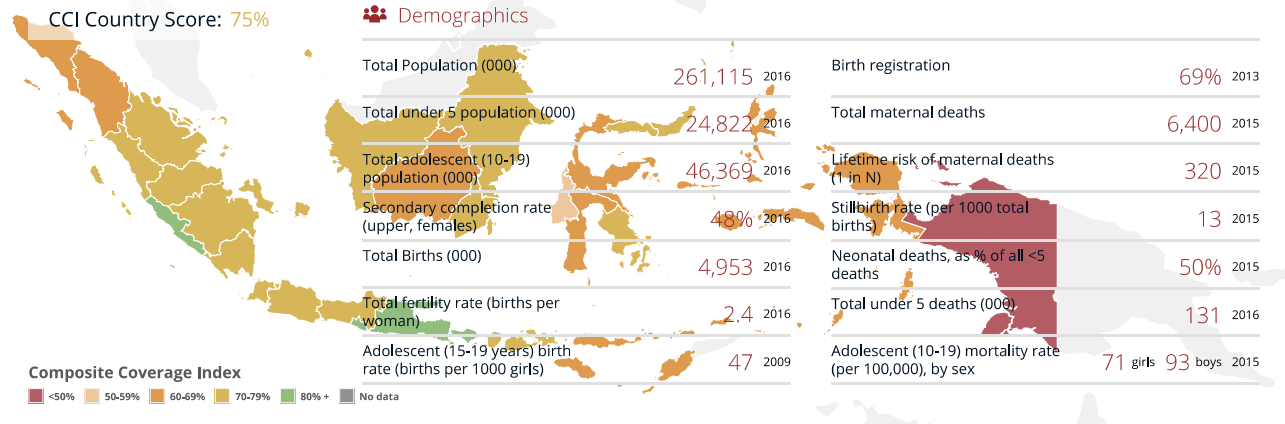 CCI Country Score: 75%
Demographics
Total Population (000) 261,115 2016
Total under 5 population (000) 24,822 2016
Total adolescent (10-19)
population (000) 46,369 2016
Secondary completion rate
(upper, females) 48% 2016
Total Births (000) 4,953 2016
Total fertility rate (births per
woman) 2.4 2016
Adolescent (15-19 years) birth
rate (births per 1000 girls) 47 2009
Birth registration 69% 2013
Total maternal deaths 6,400 2015
Lifetime risk of maternal deaths
(1 in N) 320 2015
Stillbirth rate (per 1000 total
births) 13 2015
Neonatal deaths, as % of all <5
deaths 50% 2015
Total under 5 deaths (000) 131 2016
Adolescent (10-19) mortality rate
(per 100,000), by sex 71 girls 93 boys 2015
Composite Coverage Index
<50% 50-59% 60-69% 70-79% 80% + No data